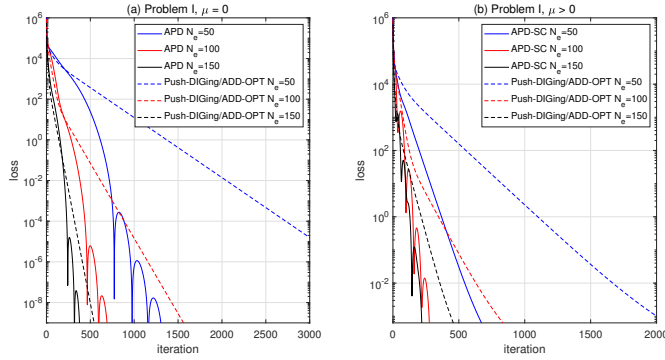 (a) Problem I, μ = 0
10^6
10^4
10^2
10^0
10^-2
10^-4
10^-6
10^-8
loss
0
500
1000
1500
2000
2500
3000
iteration
APD N_e=50
APD N_e=100
APD N_e=150
Push-DIGing/ADD-OPT N_e=50
Push-DIGing/ADD-OPT N_e=100
Push-DIGing/ADD-OPT N_e=150
(b) Problem I, μ > 0
10^6
10^4
10^2
10^0
10^-2
loss
0
500
1000
1500
2000
iteration
APD-SC N_e=50
APD-SC N_e=100
APD-SC N_e=150
Push-DIGing/ADD-OPT N_e=50
Push-DIGing/ADD-OPT N_e=100
Push-DIGing/ADD-OPT N_e=150